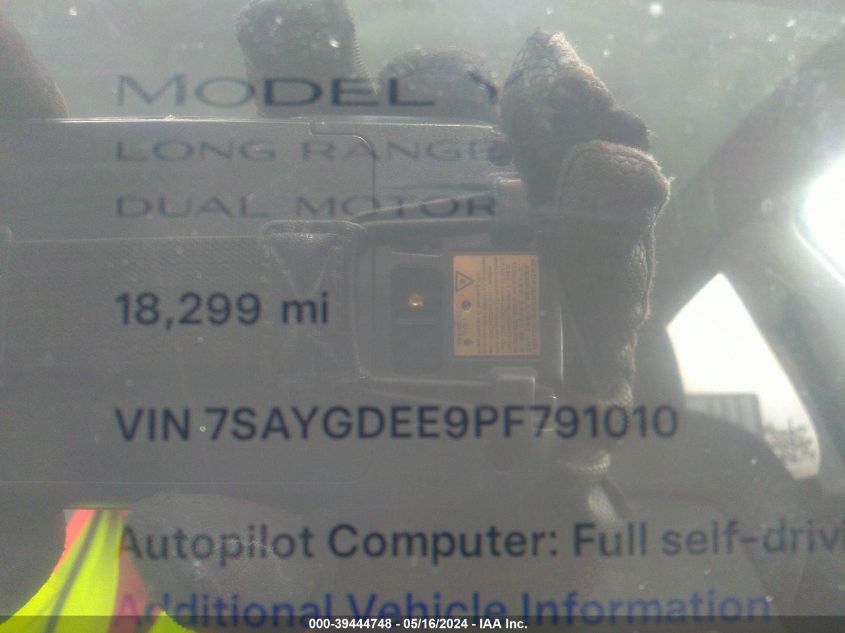 MODEL Y
LONG RANGE
DUAL MOTOR
18,299 mi
VIN 7SAYGDEE9PF791010
Autopilot Computer: Full self-drivi
Additional Vehicle Information
000-39444748 - 05/16/2024 - IAA Inc.